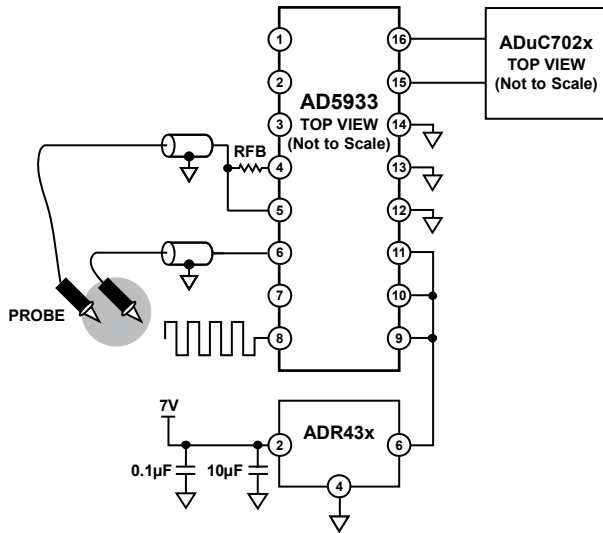 1
2
3
4
5
6
7
8
AD5933
TOP VIEW
(Not to Scale)
16
15
14
13
12
11
10
9
ADuC702x
TOP VIEW
(Not to Scale)
RFB
PROBE
7V
0.1µF
10µF
2
ADR43x
6
4